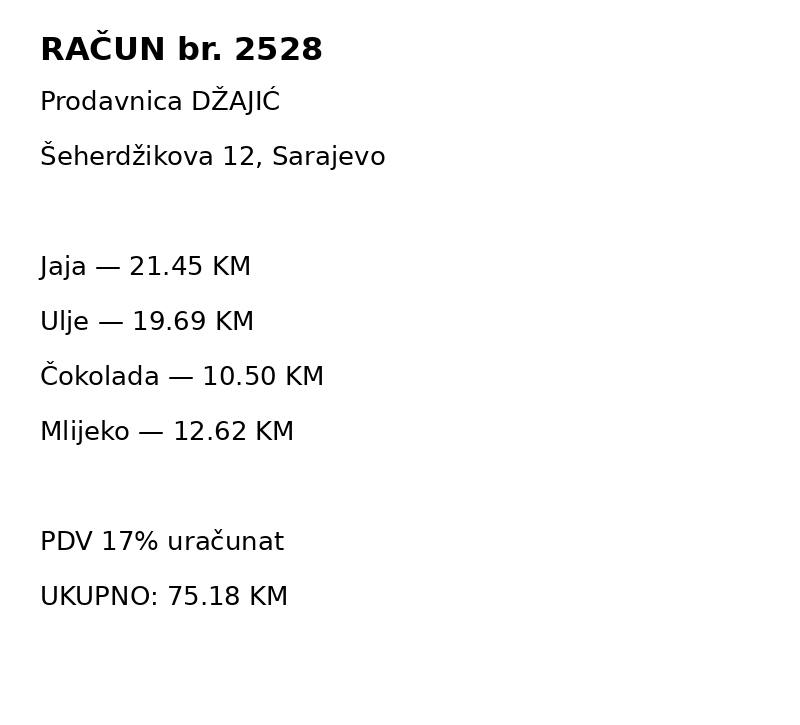 RAČUN br. 2528
Prodavnica DŽAJIĆ
Šeherdžikova 12, Sarajevo
Jaja — 21.45 KM
Ulje — 19.69 KM
Čokolada — 10.50 KM
Mlijeko — 12.62 KM
PDV 17% uračunat
UKUPNO: 75.18 KM